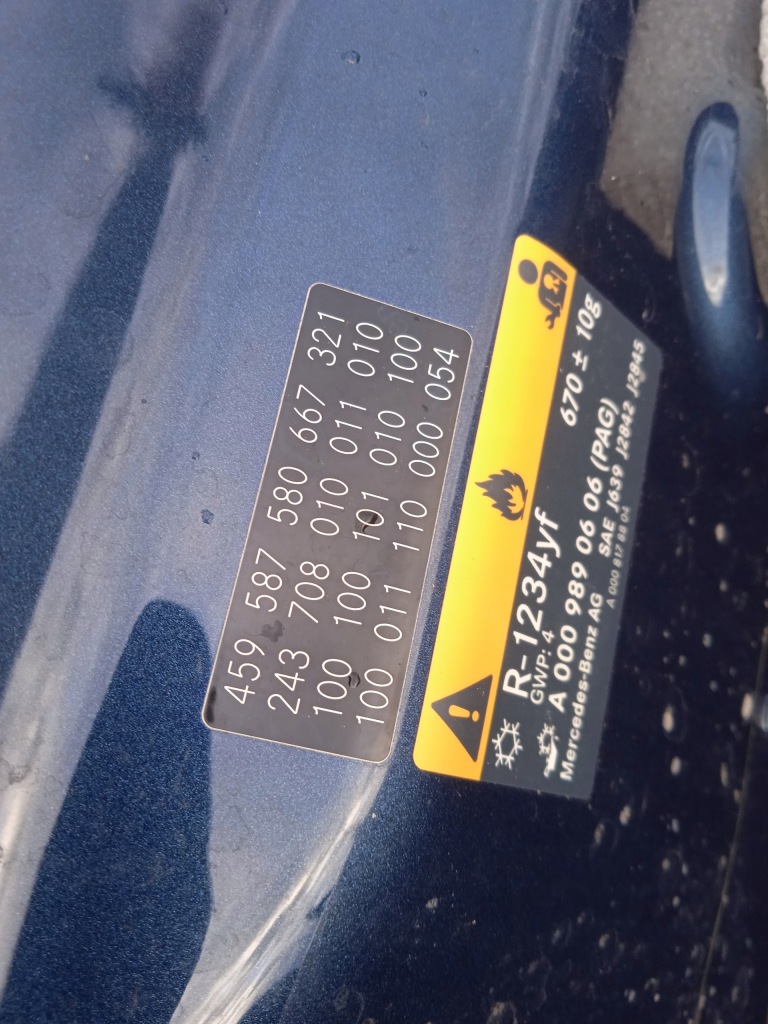 459 587 580 667 321
243 708 010 011 010
100 100 101 010 100
100 011 110 000 054
R-1234yf 670 ± 10g
GWP: 4
A 000 989 06 06 (PAG)
Mercedes-Benz AG SAE J639 J2842 J2845
A 000 817 88 04